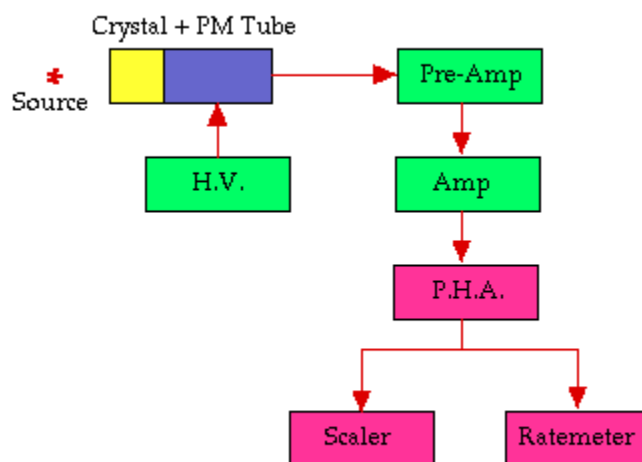 Crystal + PM Tube
Source
Pre-Amp
H.V.
Amp
P.H.A.
Scaler
Ratemeter